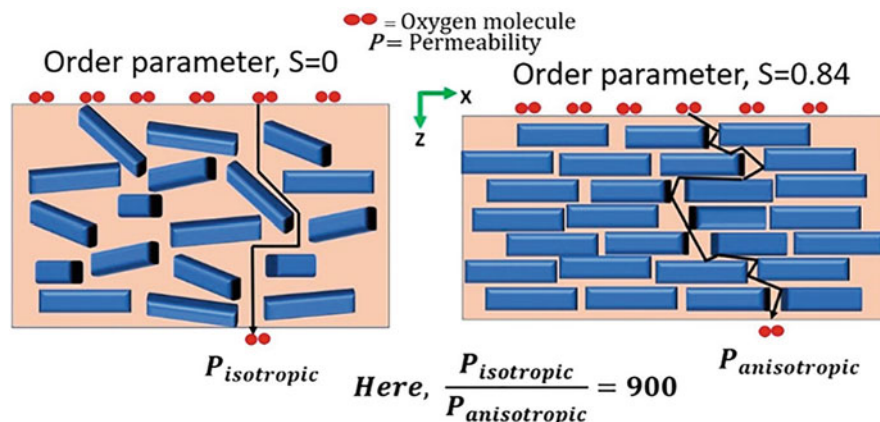 = Oxygen molecule
P= Permeability
Order parameter, S=0
Order parameter, S=0.84
X
Z
P_isotropic
P_anisotropic
Here, P_isotropic / P_anisotropic = 900